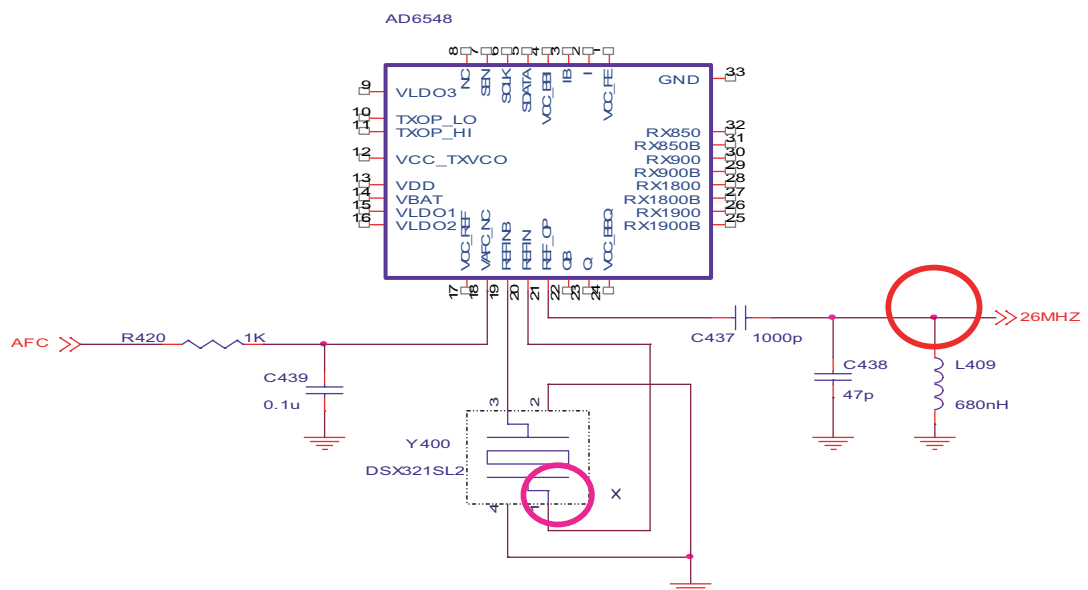 AD6548
8 7 6 5 4 3 2 1
NC SEN SCLK SDATA VCC_BBI IB I VCC_FE
9 VLDO3
10 TXOP_LO
11 TXOP_HI
12 VCC_TXVCO
13 VDD
14 VBAT
15 VLDO1
16 VLDO2
GND 33
RX850 32
RX850B 31
RX900 30
RX900B 29
RX1800 28
RX1800B 27
RX1900 26
RX1900B 25
VCC_REF VAFC_NC REFINB REFIN REF_OP QB Q VCC_BBQ
17 18 19 20 21 22 23 24
AFC
R420 1K
C439
0.1u
C437 1000p
26MHZ
C438
47p
L409
680nH
3 2
Y400
DSX321SL2
X
4 1